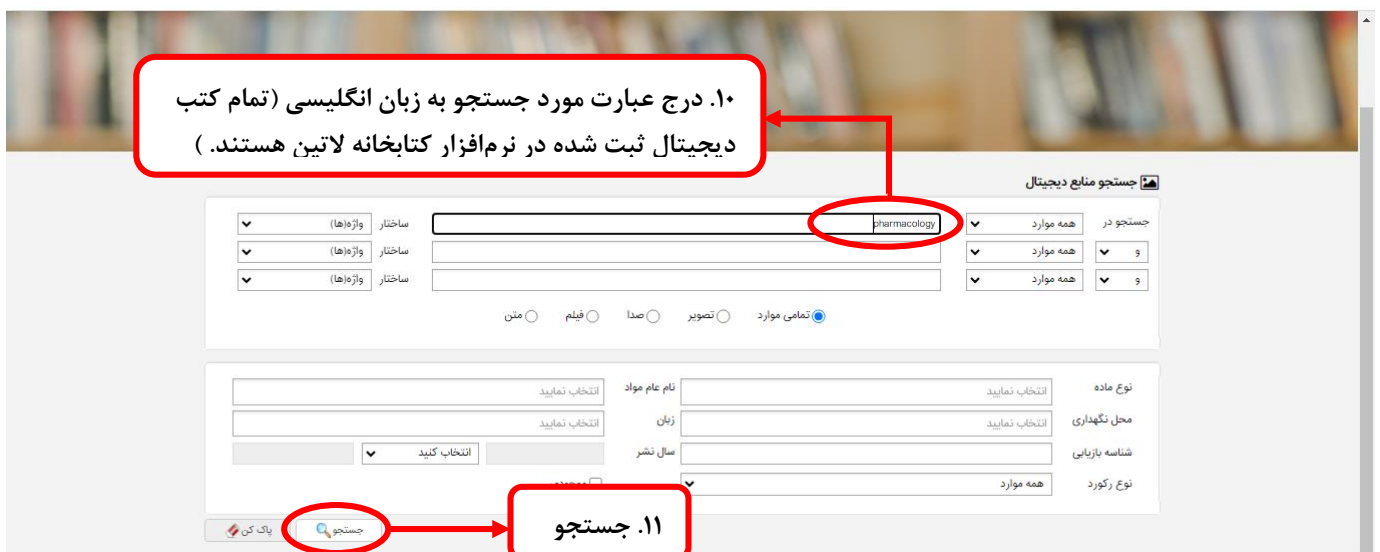 ۱۰. درج عبارت مورد جستجو به زبان انگلیسی (تمام کتب
دیجیتال ثبت شده در نرم‌افزار کتابخانه لاتین هستند. )
جستجو منابع دیجیتال
جستجو در همه موارد pharmacology ساختار واژه(ها)
و همه موارد ساختار واژه(ها)
و همه موارد ساختار واژه(ها)
تمامی موارد تصویر صدا فیلم متن
نوع ماده انتخاب نمایید نام عام مواد انتخاب نمایید
محل نگهداری انتخاب نمایید زبان انتخاب نمایید
شناسه بازیابی سال نشر انتخاب کنید
نوع رکورد همه موارد
۱۱. جستجو
جستجو پاک کن